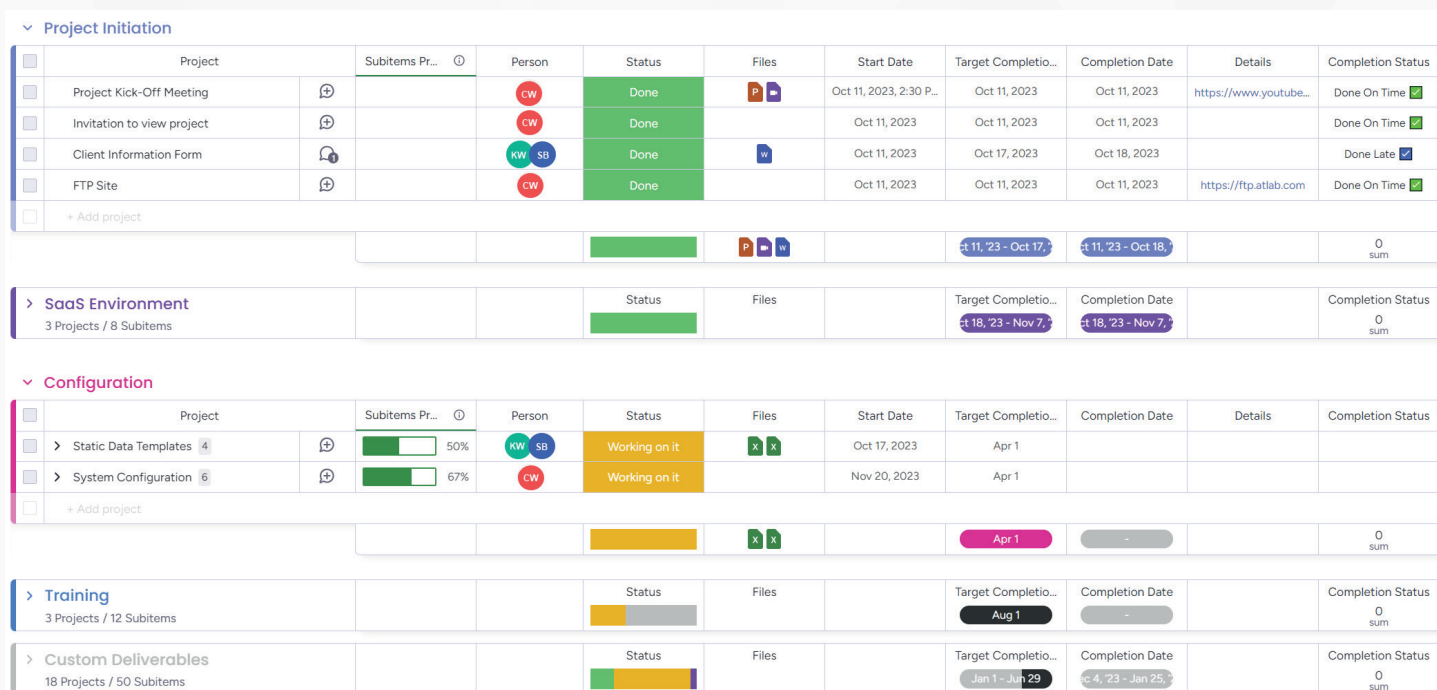 Project Initiation
Project Subitems Pr... Person Status Files Start Date Target Completio... Completion Date Details Completion Status
Project Kick-Off Meeting CW Done P Oct 11, 2023, 2:30 P... Oct 11, 2023 Oct 11, 2023 https://www.youtube... Done On Time
Invitation to view project CW Done Oct 11, 2023 Oct 11, 2023 Oct 11, 2023 Done On Time
Client Information Form 1 KW SB Done W Oct 11, 2023 Oct 17, 2023 Oct 18, 2023 Done Late
FTP Site CW Done Oct 11, 2023 Oct 11, 2023 Oct 11, 2023 https://ftp.atlab.com Done On Time
+ Add project
P W ct 11, '23 - Oct 17, ' ct 11, '23 - Oct 18, ' 0
sum
SaaS Environment Status Files Target Completio... Completion Date Completion Status
3 Projects / 8 Subitems ct 18, '23 - Nov 7, ' ct 18, '23 - Nov 7, ' 0
sum
Configuration
Project Subitems Pr... Person Status Files Start Date Target Completio... Completion Date Details Completion Status
Static Data Templates 4 50% KW SB Working on it X X Oct 17, 2023 Apr 1
System Configuration 6 67% CW Working on it Nov 20, 2023 Apr 1
+ Add project
X X Apr 1 - 0
sum
Training Status Files Target Completio... Completion Date Completion Status
3 Projects / 12 Subitems Aug 1 - 0
sum
Custom Deliverables Status Files Target Completio... Completion Date Completion Status
18 Projects / 50 Subitems Jan 1 - Jun 29 ec 4, '23 - Jan 25, ' 0
sum